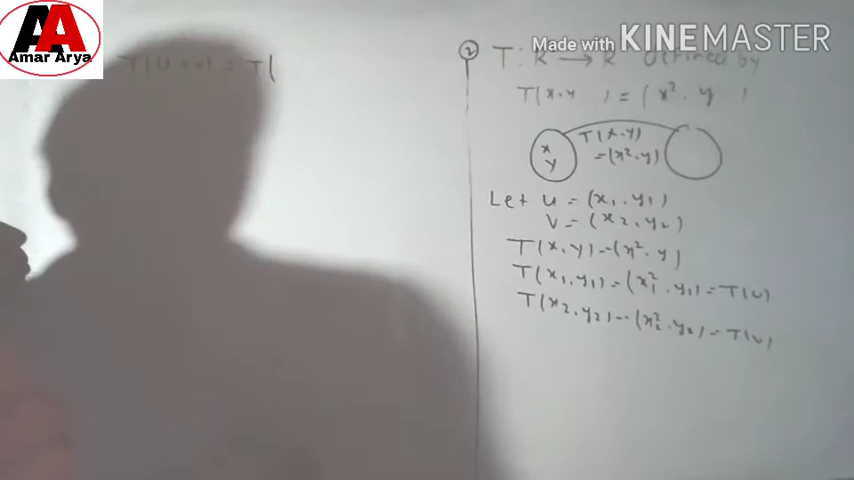 AA
Amar Arya
Made with KINEMASTER
T(U+v) = T(
② T: R → R defined by
T(x,y) = (x², y)
x
y
T(x,y)
=(x²,y)
Let u = (x₁,y₁)
v = (x₂,y₂)
T(x,y) = (x², y)
T(x₁,y₁) = (x₁², y₁) = T(u)
T(x₂,y₂) = (x₂², y₂) = T(v)